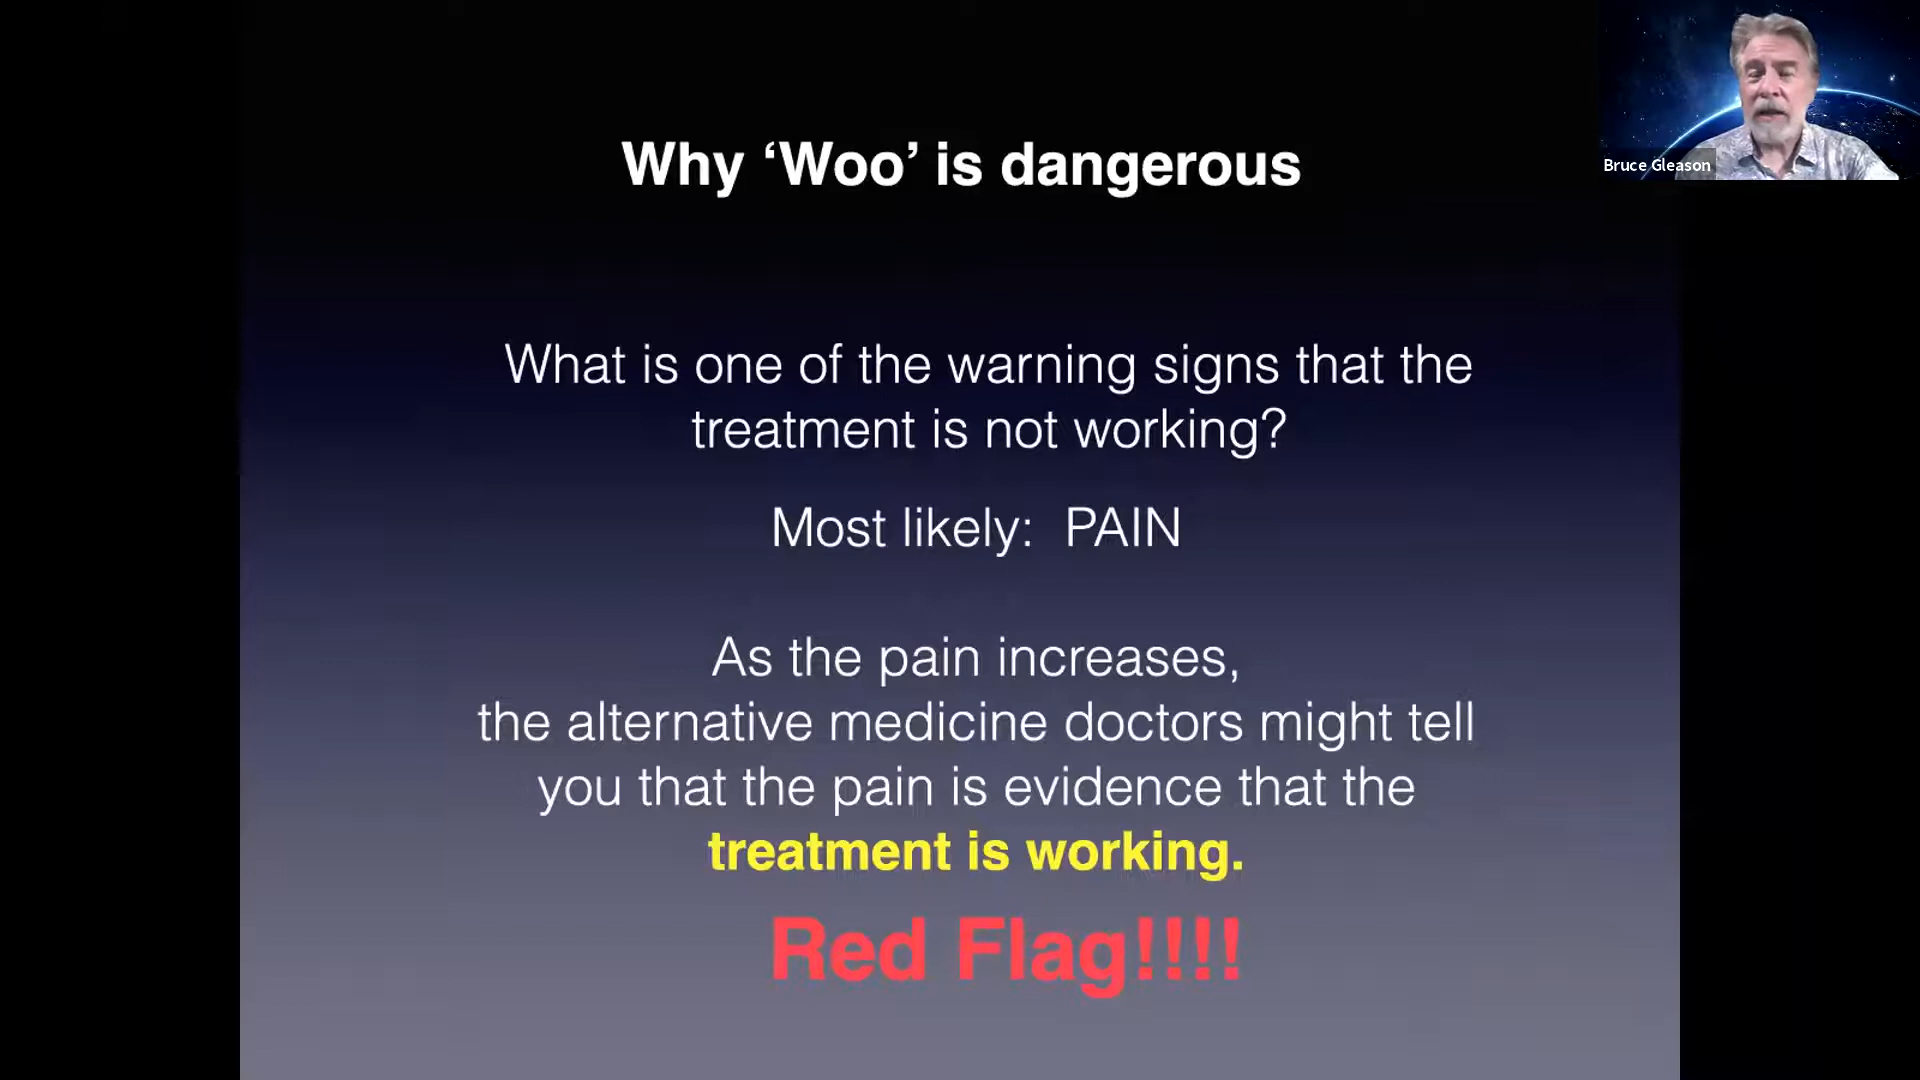 Why ‘Woo’ is dangerous
Bruce Gleason
What is one of the warning signs that the
treatment is not working?
Most likely: PAIN
As the pain increases,
the alternative medicine doctors might tell
you that the pain is evidence that the
treatment is working.
Red Flag!!!!